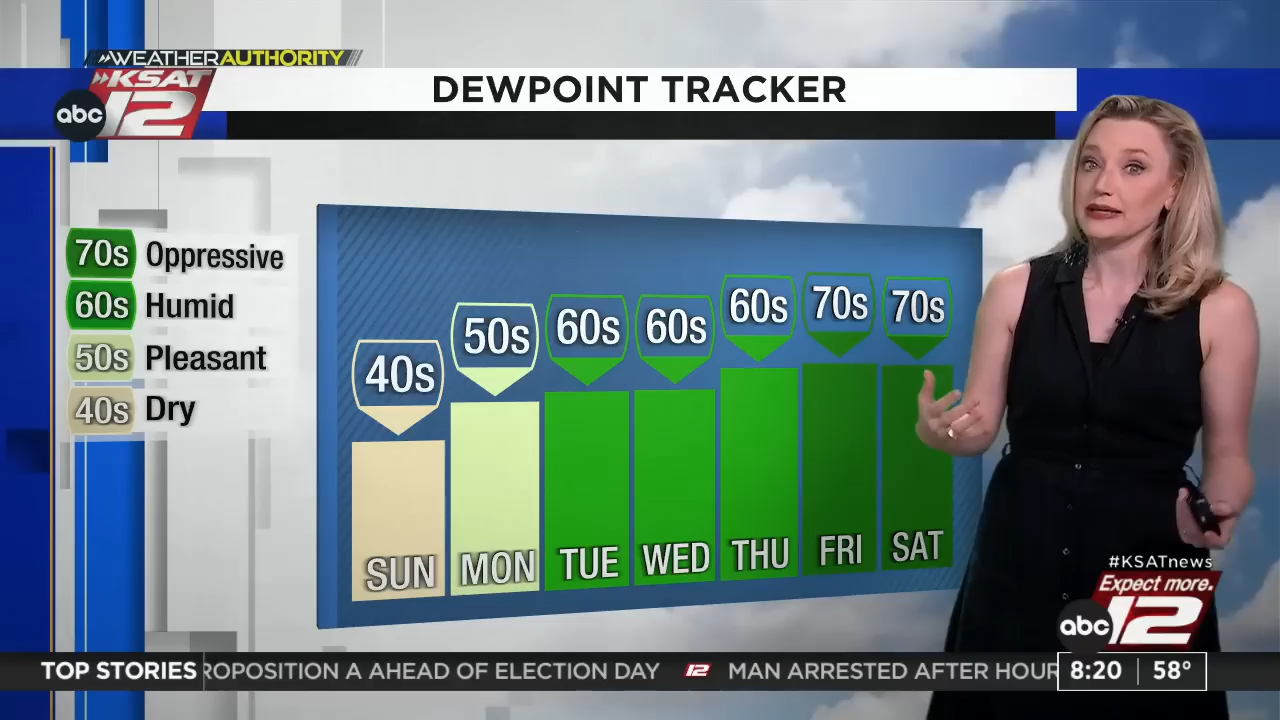 WEATHERAUTHORITY
KSAT
abc 12
DEWPOINT TRACKER
70s Oppressive
60s Humid
50s Pleasant
40s Dry
40s
50s
60s
60s
60s
70s
70s
SUN
MON
TUE
WED
THU
FRI
SAT
#KSATnews
Expect more.
abc 12
TOP STORIES ROPOSITION A AHEAD OF ELECTION DAY 12 MAN ARRESTED AFTER HOUR 8:20 58°